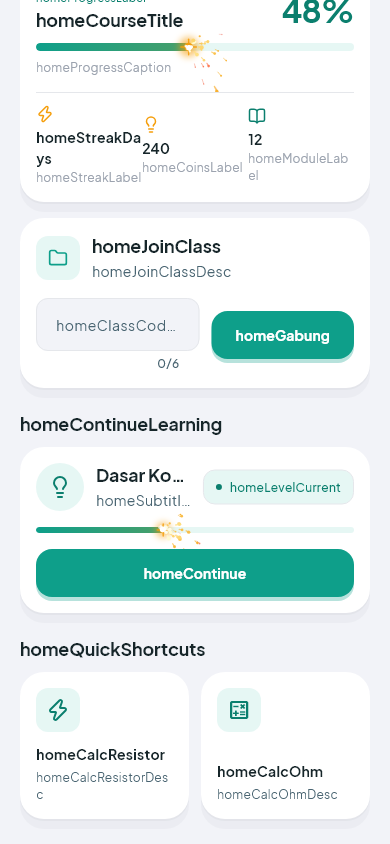 homeCourseTitle
48%
homeProgressCaption
homeStreakDa
ys
homeStreakLabel
240
homeCoinsLabel
12
homeModuleLab
el
homeJoinClass
homeJoinClassDesc
homeClassCod...
homeGabung
0/6
homeContinueLearning
Dasar Ko...
homeSubtitl...
homeLevelCurrent
homeContinue
homeQuickShortcuts
homeCalcResistor
homeCalcResistorDes
c
homeCalcOhm
homeCalcOhmDesc